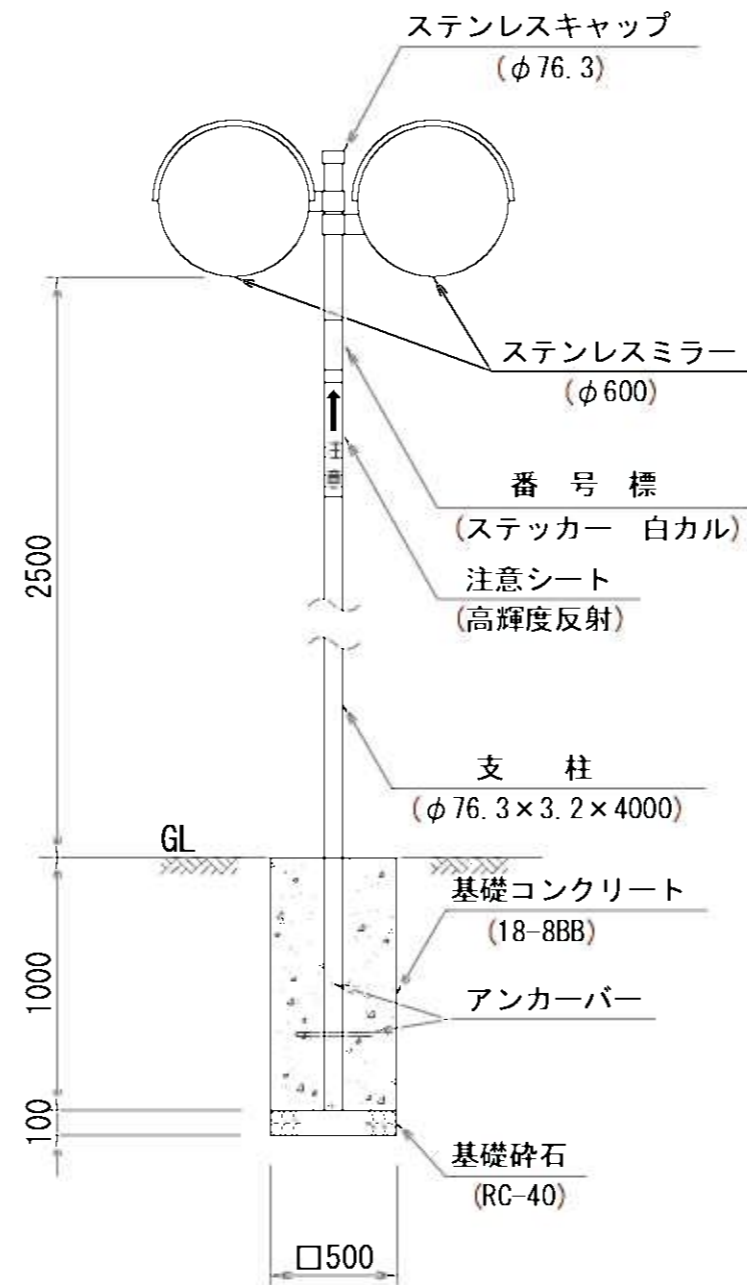 ステンレスキャップ
(φ76.3)
ステンレスミラー
(φ600)
番 号 標
(ステッカー 白カル)
注意シート
(高輝度反射)
2500
支 柱
(φ76.3×3.2×4000)
GL
基礎コンクリート
(18-8BB)
1000
アンカーバー
100
基礎砕石
(RC-40)
□500